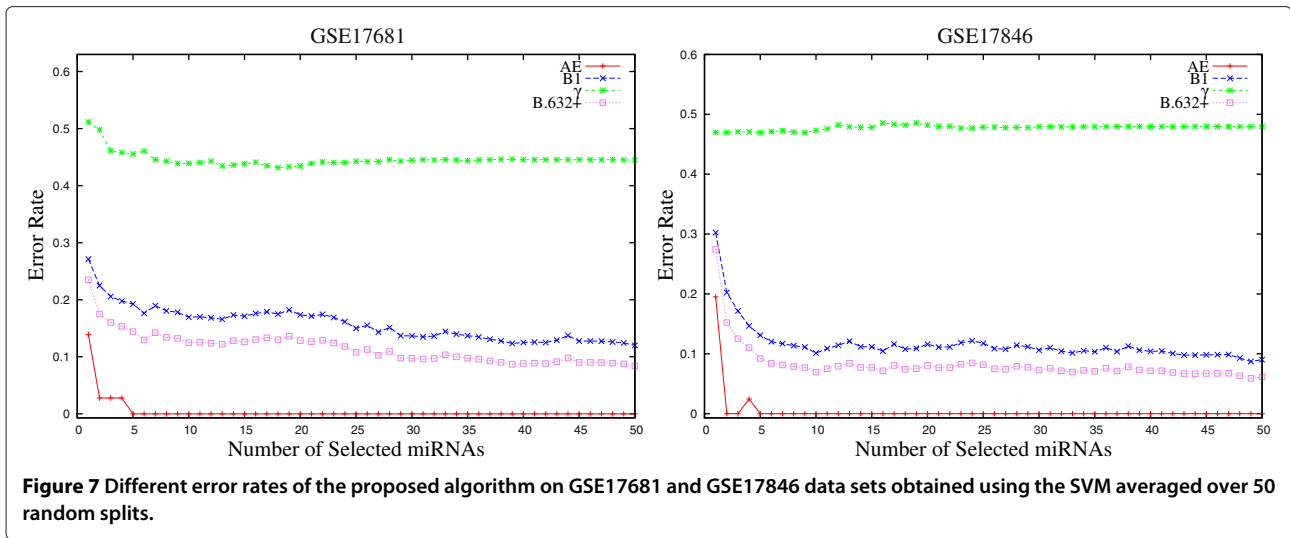 GSE17681
0.6
0.5
0.4
0.3
0.2
0.1
0
Error Rate
AE
B1
γ
B.632+
0 5 10 15 20 25 30 35 40 45 50
Number of Selected miRNAs
GSE17846
0.6
0.5
0.4
0.3
0.2
0.1
0
Error Rate
AE
B1
γ
B.632+
0 5 10 15 20 25 30 35 40 45 50
Number of Selected miRNAs
Figure 7 Different error rates of the proposed algorithm on GSE17681 and GSE17846 data sets obtained using the SVM averaged over 50
random splits.